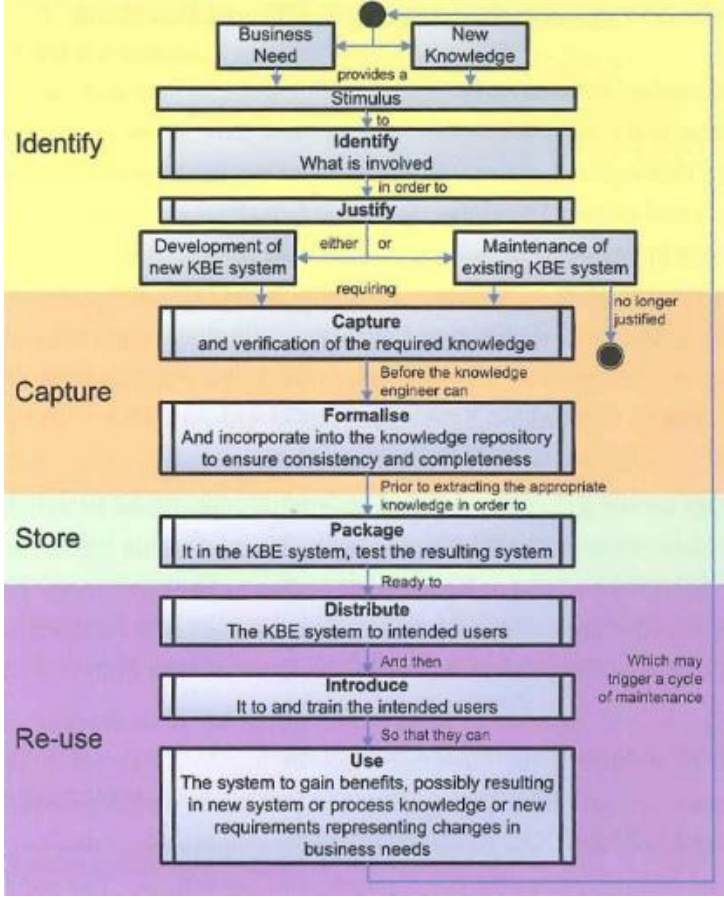 Business
Need
New
Knowledge
provides a
Stimulus
to
Identify
Identify
What is involved
in order to
Justify
Development of
new KBE system
either or
Maintenance of
existing KBE system
requiring
no longer
justified
Capture
and verification of the required knowledge
Capture
Before the knowledge
engineer can
Formalise
And incorporate into the knowledge repository
to ensure consistency and completeness
Prior to extracting the appropriate
knowledge in order to
Store
Package
It in the KBE system, test the resulting system
Ready to
Distribute
The KBE system to intended users
And then
Which may
trigger a cycle
of maintenance
Introduce
It to and train the intended users
Re-use
So that they can
Use
The system to gain benefits, possibly resulting
in new system or process knowledge or new
requirements representing changes in
business needs